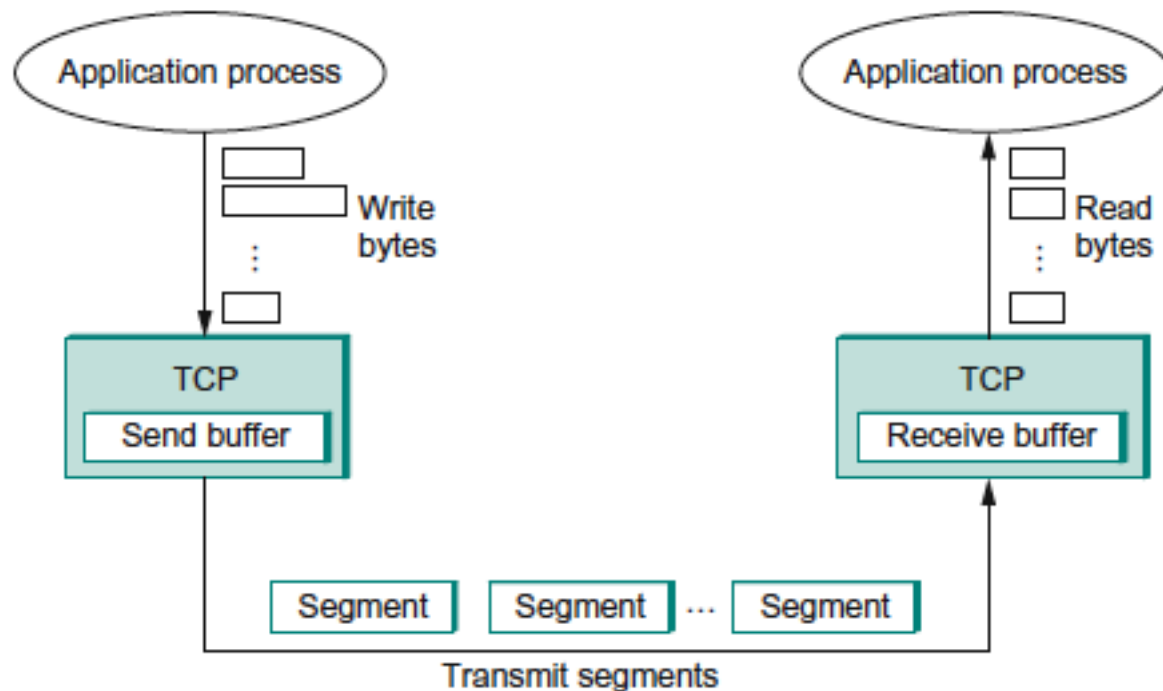 Application process
Application process
Write
bytes
⋮
Read
bytes
⋮
TCP
TCP
Send buffer
Receive buffer
Segment
Segment
...
Segment
Transmit segments